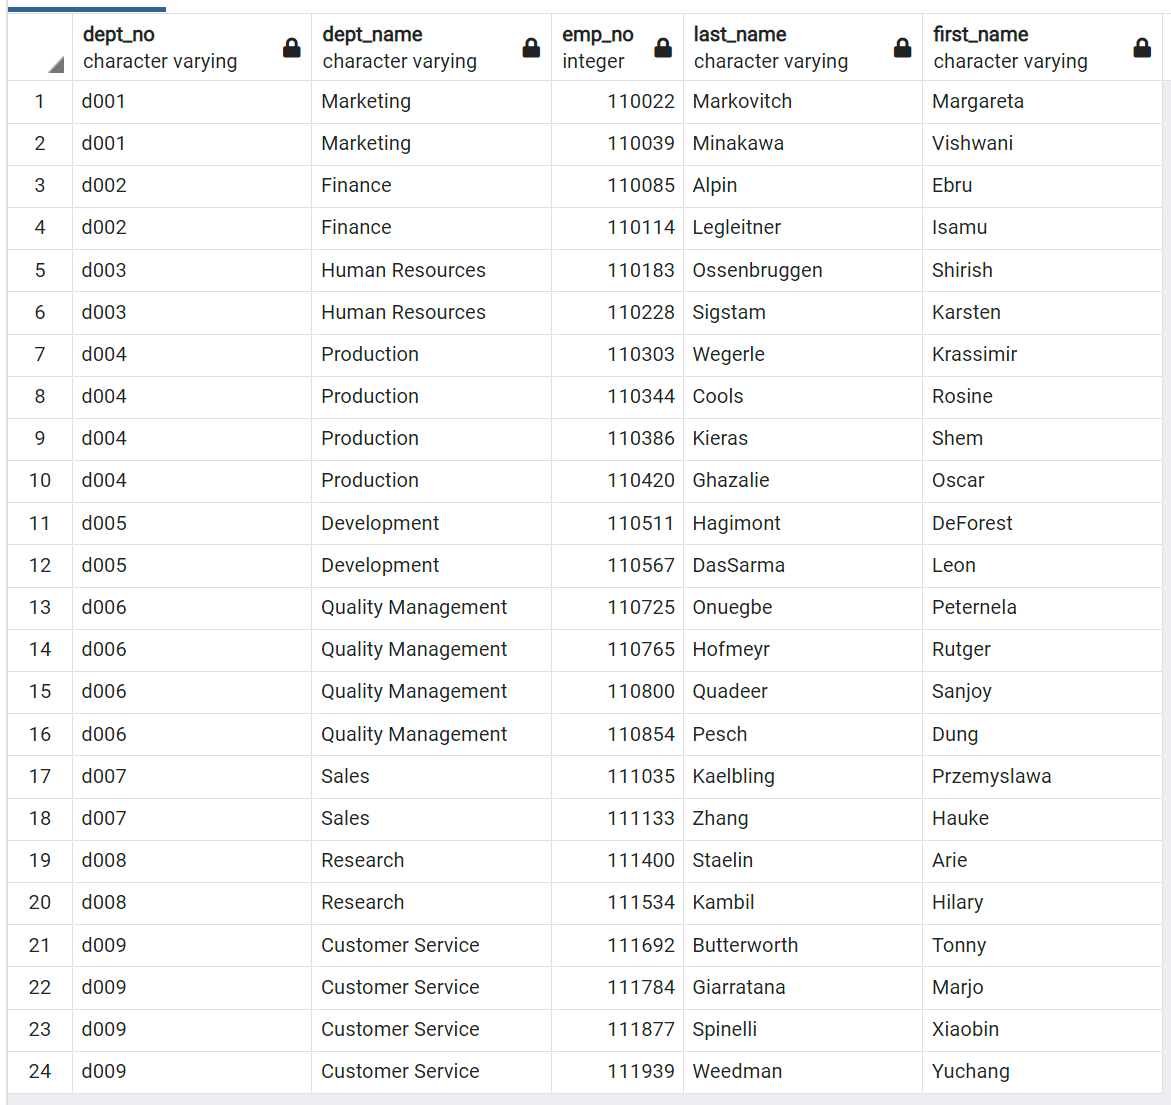 dept_no dept_name emp_no last_name first_name
character varying character varying integer character varying character varying
1 d001 Marketing 110022 Markovitch Margareta
2 d001 Marketing 110039 Minakawa Vishwani
3 d002 Finance 110085 Alpin Ebru
4 d002 Finance 110114 Legleitner Isamu
5 d003 Human Resources 110183 Ossenbruggen Shirish
6 d003 Human Resources 110228 Sigstam Karsten
7 d004 Production 110303 Wegerle Krassimir
8 d004 Production 110344 Cools Rosine
9 d004 Production 110386 Kieras Shem
10 d004 Production 110420 Ghazalie Oscar
11 d005 Development 110511 Hagimont DeForest
12 d005 Development 110567 DasSarma Leon
13 d006 Quality Management 110725 Onuegbe Peternela
14 d006 Quality Management 110765 Hofmeyr Rutger
15 d006 Quality Management 110800 Quadeer Sanjoy
16 d006 Quality Management 110854 Pesch Dung
17 d007 Sales 111035 Kaelbling Przemyslawa
18 d007 Sales 111133 Zhang Hauke
19 d008 Research 111400 Staelin Arie
20 d008 Research 111534 Kambil Hilary
21 d009 Customer Service 111692 Butterworth Tonny
22 d009 Customer Service 111784 Giarratana Marjo
23 d009 Customer Service 111877 Spinelli Xiaobin
24 d009 Customer Service 111939 Weedman Yuchang